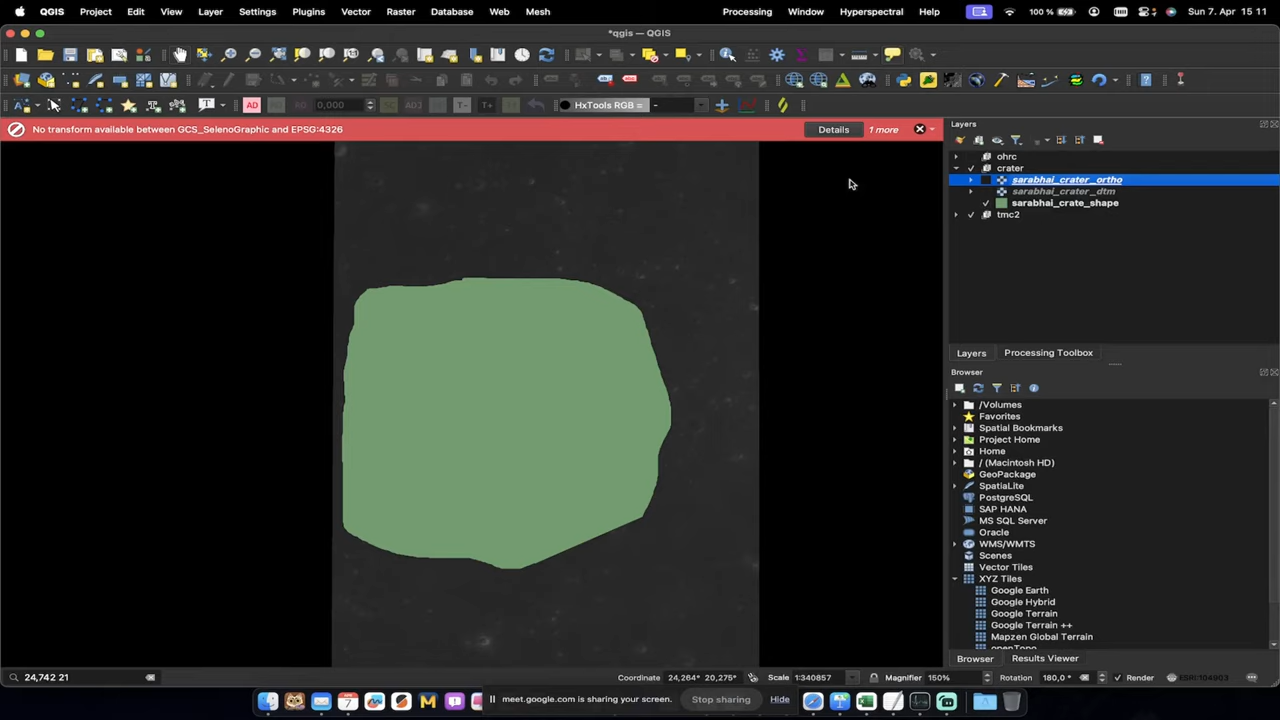 QGIS Project Edit View Layer Settings Plugins Vector Raster Database Web Mesh Processing Window Hyperspectral Help 100 % Sun 7. Apr 15 11
*qgis — QGIS
0,000 HxTools RGB = -
No transform available between GCS_SelenoGraphic and EPSG:4326 Details 1 more
Layers
ohrc
crater
sarabhai_crater_ortho
sarabhai_crater_dtm
sarabhai_crate_shape
tmc2
Layers Processing Toolbox
Browser
/Volumes
Favorites
Spatial Bookmarks
Project Home
Home
/ (Macintosh HD)
GeoPackage
SpatiaLite
PostgreSQL
SAP HANA
MS SQL Server
Oracle
WMS/WMTS
Scenes
Vector Tiles
XYZ Tiles
Google Earth
Google Hybrid
Google Terrain
Google Terrain ++
Mapzen Global Terrain
openTopo
Browser Results Viewer
24,742 21 Coordinate 24,264° 20,275° Scale 1:340857 Magnifier 150% Rotation 180,0 ° Render ESRI:104903
meet.google.com is sharing your screen. Stop sharing Hide